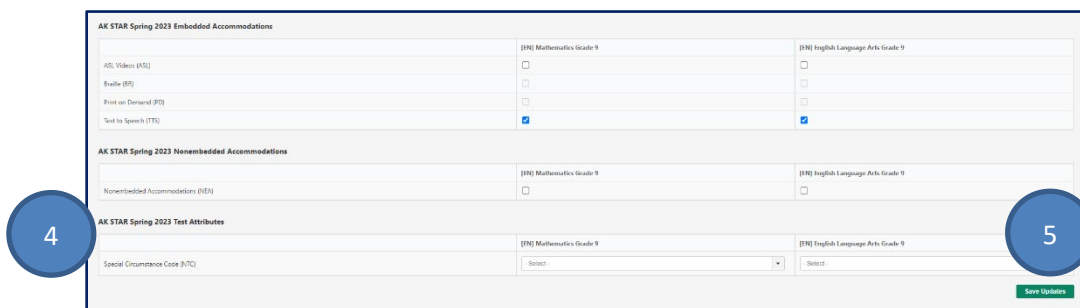 AK STAR Spring 2023 Embedded Accommodations
[EN] Mathematics Grade 9 [EN] English Language Arts Grade 9
ASL Videos (ASL)
Braille (BR)
Print on Demand (PD)
Text to Speech (TTS)
AK STAR Spring 2023 Nonembedded Accommodations
[EN] Mathematics Grade 9 [EN] English Language Arts Grade 9
Nonembedded Accommodations (NEA)
4
AK STAR Spring 2023 Test Attributes
[EN] Mathematics Grade 9 [EN] English Language Arts Grade 9
5
Special Circumstance Code (NTC) - Select - - Select -
Save Updates